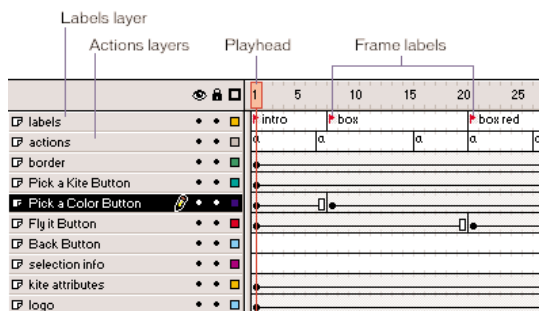 Labels layer
Actions layers Playhead Frame labels
1 5 10 15 20 25
labels intro box box red
actions a a a a a
border
Pick a Kite Button
Pick a Color Button
Fly it Button
Back Button
selection info
kite attributes
logo